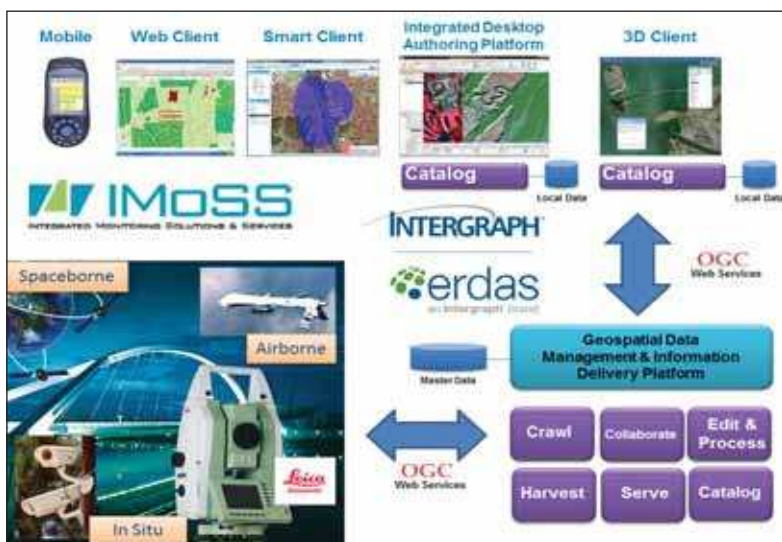 Mobile
Web Client
Smart Client
Integrated Desktop
Authoring Platform
3D Client
Catalog
Local Data
Catalog
Local Data
IMoSS
INTEGRATED MONITORING SOLUTIONS & SERVICES
INTERGRAPH
erdas
an Intergraph brand
OGC
Web Services
Spaceborne
Airborne
In Situ
Leica
Geospatial Data
Management & Information
Delivery Platform
Master Data
OGC
Web Services
Crawl
Collaborate
Edit &
Process
Harvest
Serve
Catalog